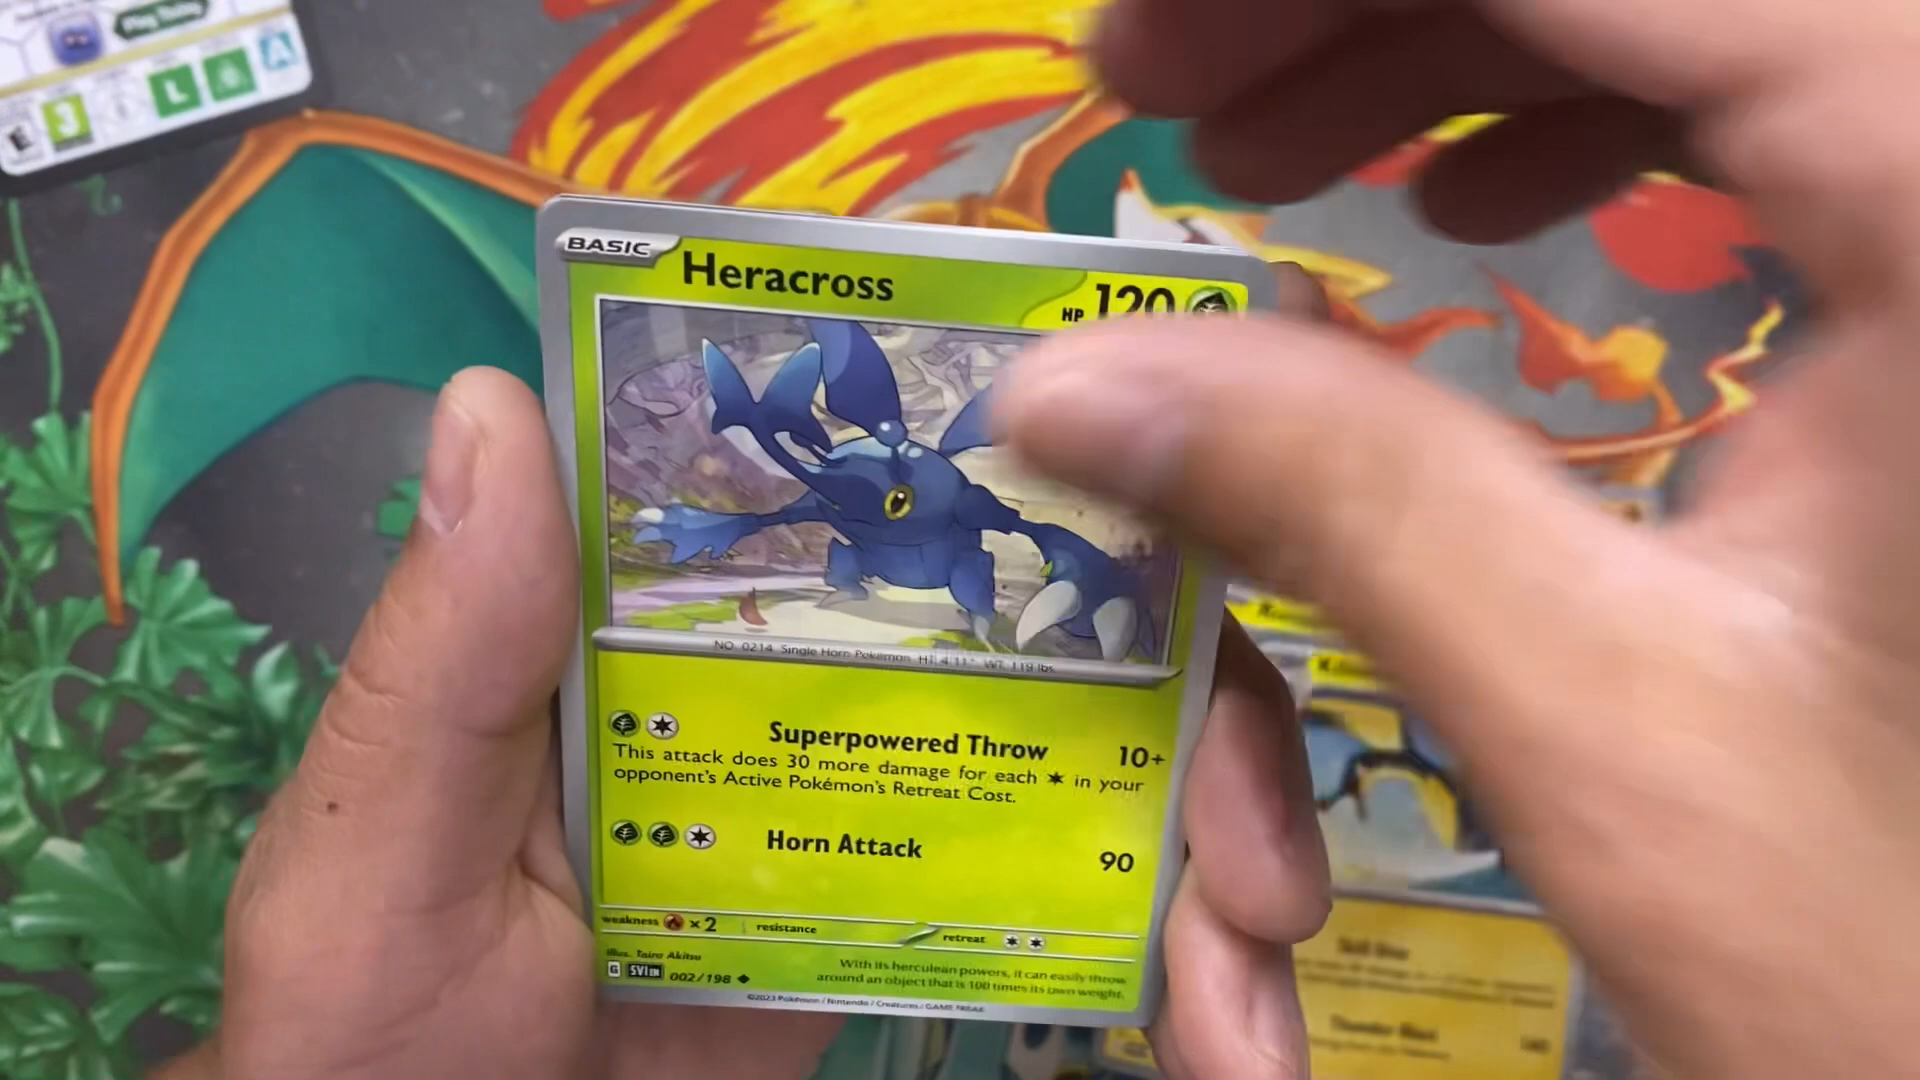 Play Today
E 3 L A
BASIC Heracross HP 120
NO. 0214 Single Horn Pokémon HT: 4'11" WT: 119 lbs.
Superpowered Throw 10+
This attack does 30 more damage for each ✶ in your
opponent's Active Pokémon's Retreat Cost.
Horn Attack 90
weakness ×2 resistance retreat
Illus. Taira Akitsu
G SVI EN 002/198 ◆
With its herculean powers, it can easily throw
around an object that is 100 times its own weight.
©2023 Pokémon / Nintendo / Creatures / GAME FREAK